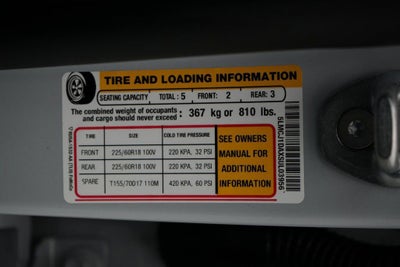 TIRE AND LOADING INFORMATION
SEATING CAPACITY TOTAL : 5 FRONT: 2 REAR: 3
The combined weight of occupants and cargo should never exceed : 367 kg or 810 lbs.
TIRE SIZE COLD TIRE PRESSURE
FRONT 225/60R18 100V 220 KPA, 32 PSI
REAR 225/60R18 100V 220 KPA, 32 PSI
SPARE T155/70D17 110M 420 KPA, 60 PSI
SEE OWNERS
MANUAL FOR
ADDITIONAL
INFORMATION